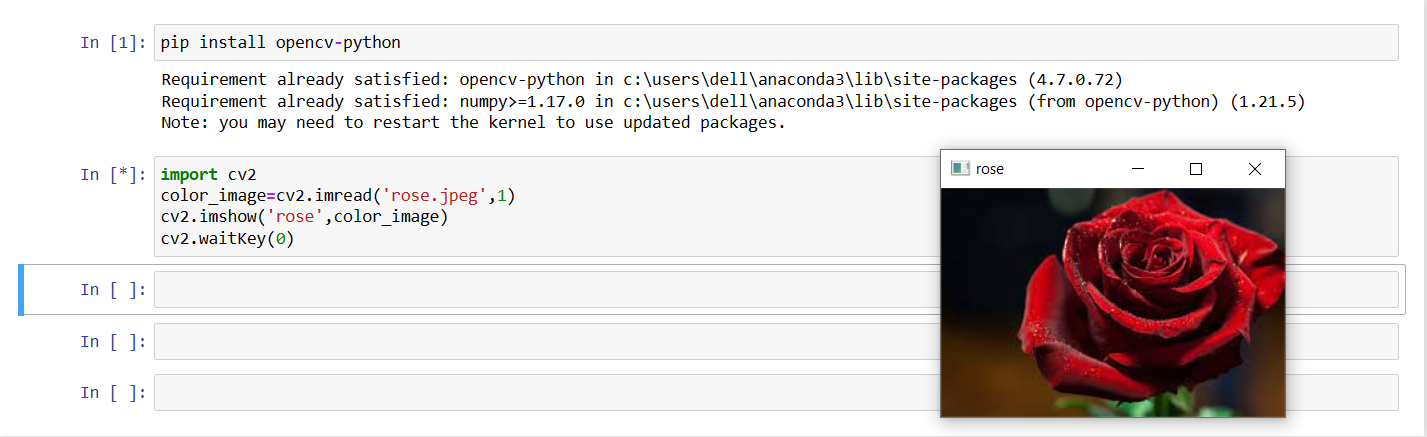 In [1]: pip install opencv-python
Requirement already satisfied: opencv-python in c:\users\dell\anaconda3\lib\site-packages (4.7.0.72)
Requirement already satisfied: numpy>=1.17.0 in c:\users\dell\anaconda3\lib\site-packages (from opencv-python) (1.21.5)
Note: you may need to restart the kernel to use updated packages.
rose
In [*]: import cv2
color_image=cv2.imread('rose.jpeg',1)
cv2.imshow('rose',color_image)
cv2.waitKey(0)
In [ ]:
In [ ]:
In [ ]: